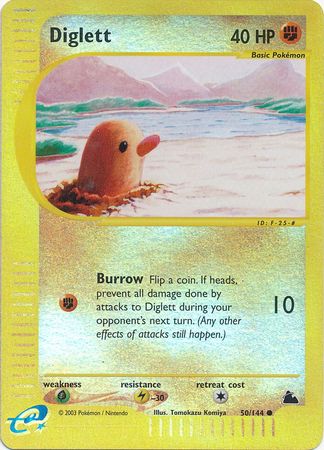 Diglett 40 HP
Basic Pokémon
ID: F-25-#
Burrow Flip a coin. If heads,
prevent all damage done by
attacks to Diglett during your
opponent's next turn. (Any other
effects of attacks still happen.)
10
weakness resistance retreat cost
-30
© 2003 Pokémon / Nintendo Illus. Tomokazu Komiya 50/144
e